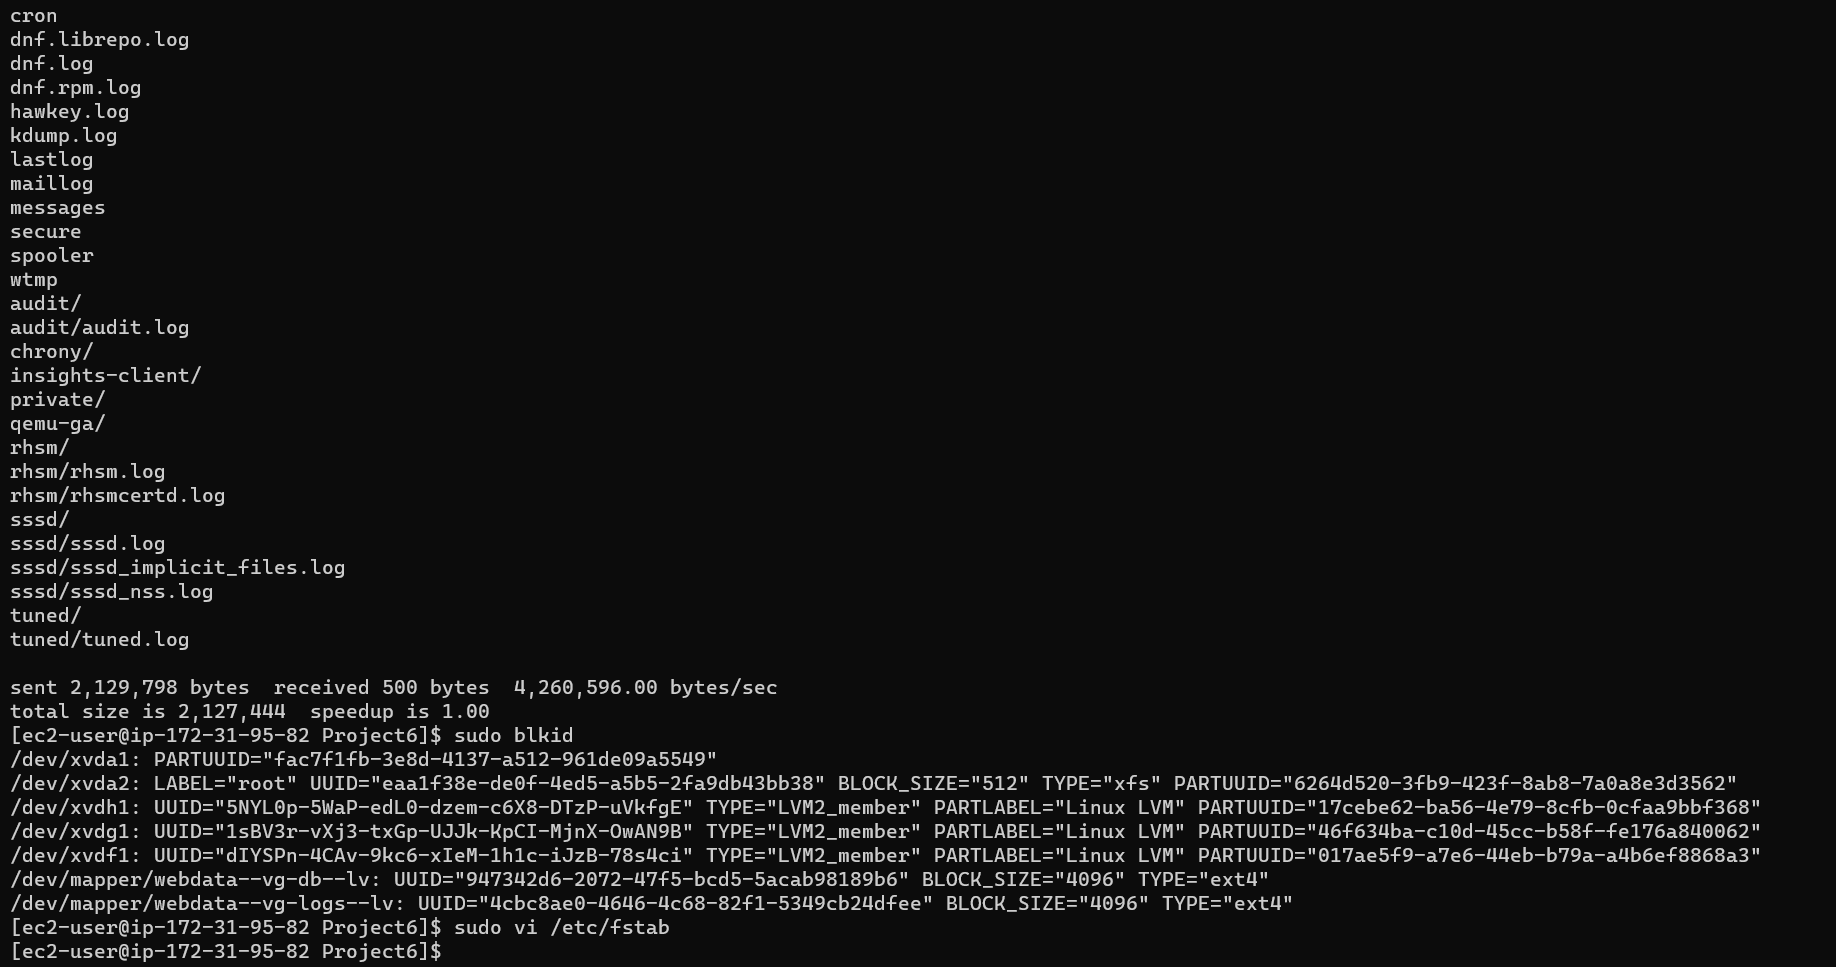 cron
dnf.librepo.log
dnf.log
dnf.rpm.log
hawkey.log
kdump.log
lastlog
maillog
messages
secure
spooler
wtmp
audit/
audit/audit.log
chrony/
insights-client/
private/
qemu-ga/
rhsm/
rhsm/rhsm.log
rhsm/rhsmcertd.log
sssd/
sssd/sssd.log
sssd/sssd_implicit_files.log
sssd/sssd_nss.log
tuned/
tuned/tuned.log

sent 2,129,798 bytes  received 500 bytes  4,260,596.00 bytes/sec
total size is 2,127,444  speedup is 1.00
[ec2-user@ip-172-31-95-82 Project6]$ sudo blkid
/dev/xvda1: PARTUUID="fac7f1fb-3e8d-4137-a512-961de09a5549"
/dev/xvda2: LABEL="root" UUID="eaa1f38e-de0f-4ed5-a5b5-2fa9db43bb38" BLOCK_SIZE="512" TYPE="xfs" PARTUUID="6264d520-3fb9-423f-8ab8-7a0a8e3d3562"
/dev/xvdh1: UUID="5NYL0p-5WaP-edL0-dzem-c6X8-DTzP-uVkfgE" TYPE="LVM2_member" PARTLABEL="Linux LVM" PARTUUID="17cebe62-ba56-4e79-8cfb-0cfaa9bbf368"
/dev/xvdg1: UUID="1sBV3r-vXj3-txGp-UJJk-KpCI-MjnX-OwAN9B" TYPE="LVM2_member" PARTLABEL="Linux LVM" PARTUUID="46f634ba-c10d-45cc-b58f-fe176a840062"
/dev/xvdf1: UUID="dIYSPn-4CAv-9kc6-xIeM-1h1c-iJzB-78s4ci" TYPE="LVM2_member" PARTLABEL="Linux LVM" PARTUUID="017ae5f9-a7e6-44eb-b79a-a4b6ef8868a3"
/dev/mapper/webdata--vg-db--lv: UUID="947342d6-2072-47f5-bcd5-5acab98189b6" BLOCK_SIZE="4096" TYPE="ext4"
/dev/mapper/webdata--vg-logs--lv: UUID="4cbc8ae0-4646-4c68-82f1-5349cb24dfee" BLOCK_SIZE="4096" TYPE="ext4"
[ec2-user@ip-172-31-95-82 Project6]$ sudo vi /etc/fstab
[ec2-user@ip-172-31-95-82 Project6]$